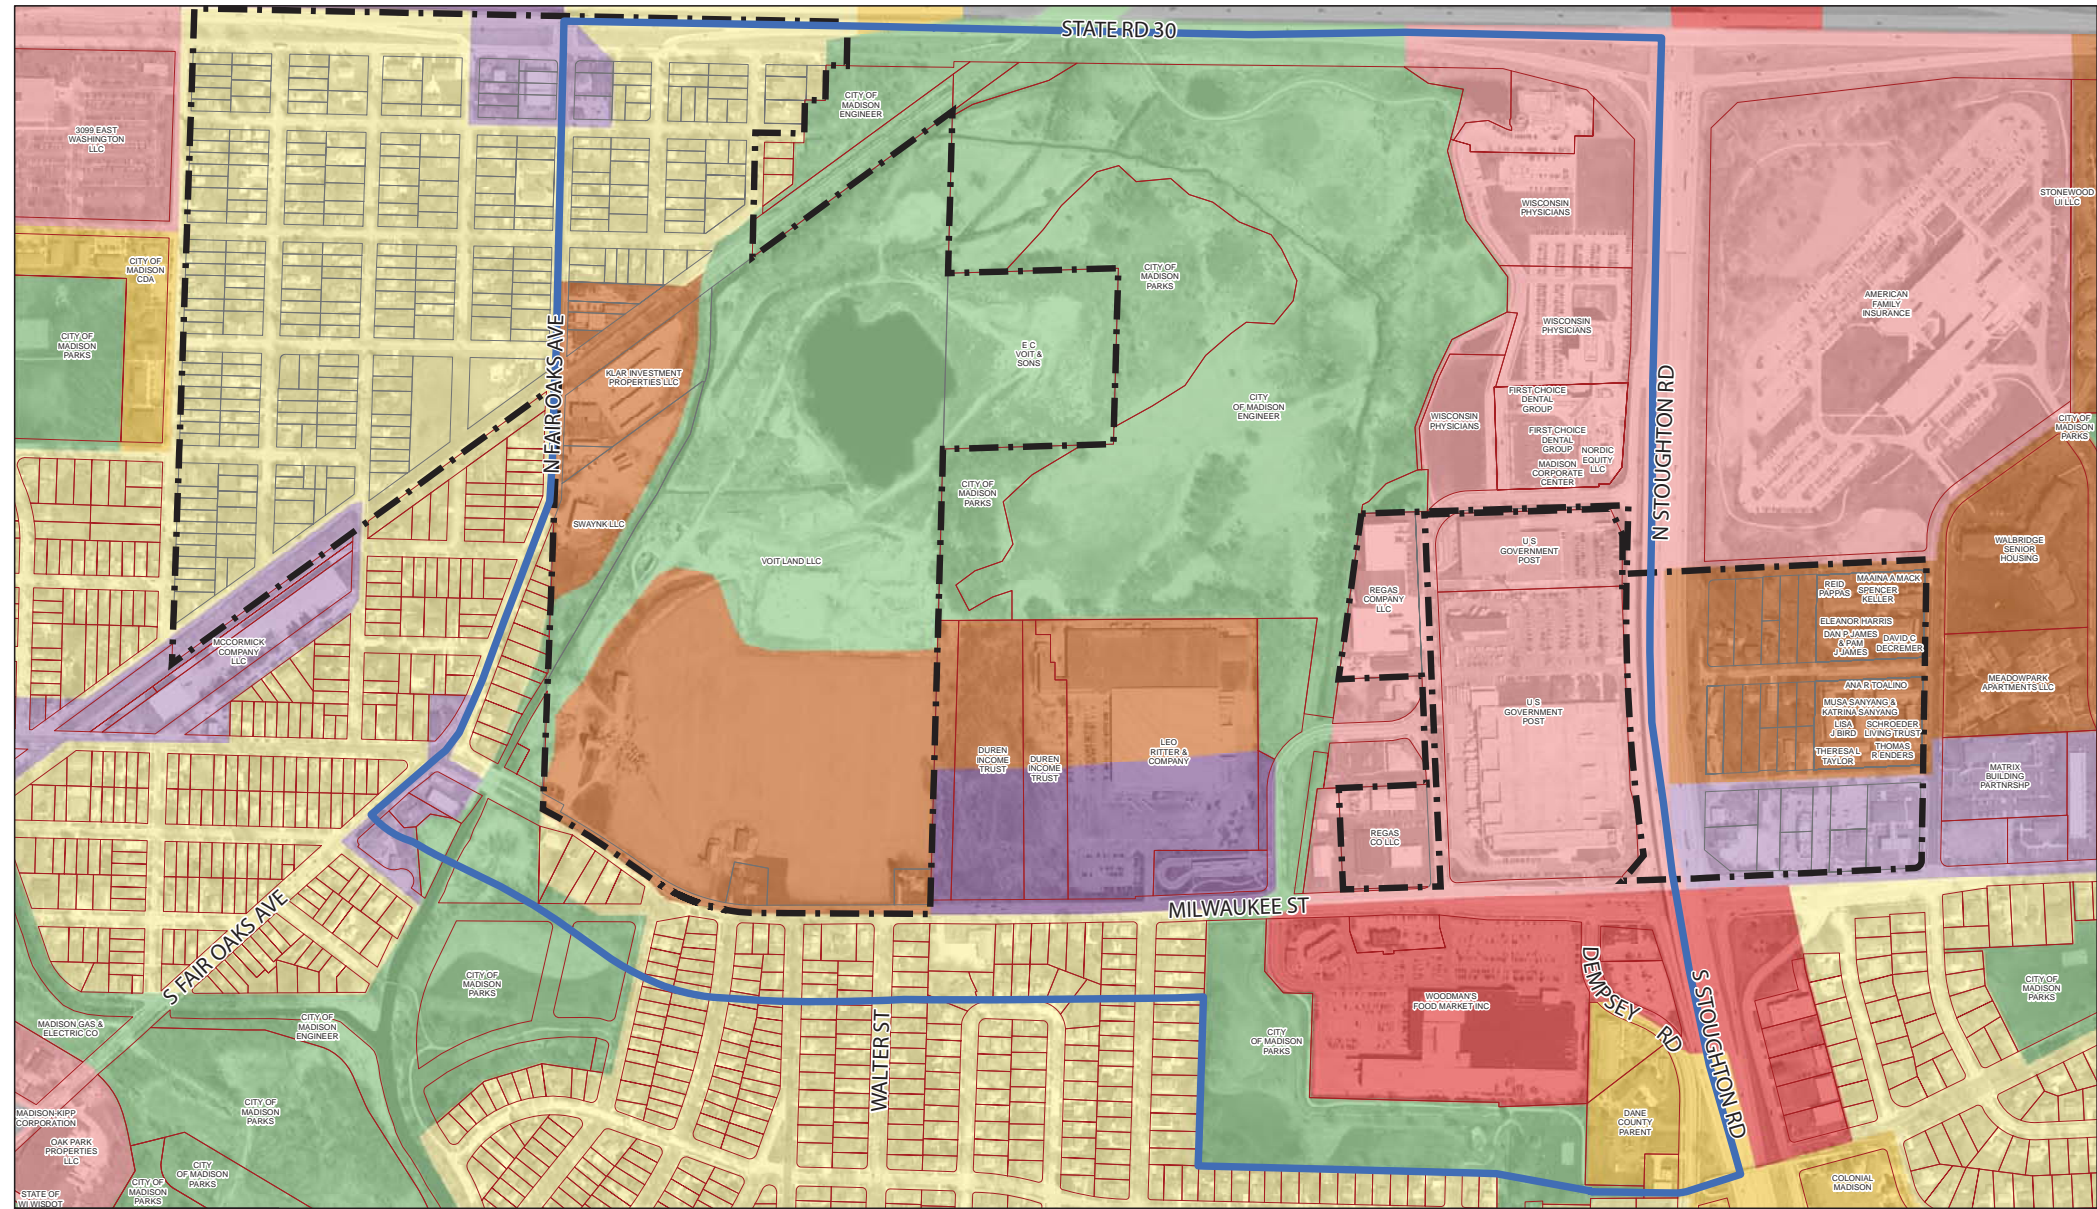 STATE RD 30
CITY OF
MADISON
ENGINEER
3099 EAST
WASHINGTON
LLC
STONEWOOD
UI LLC
WISCONSIN
PHYSICIANS
CITY OF
MADISON
CDA
CITY OF
MADISON
PARKS
AMERICAN
FAMILY
INSURANCE
WISCONSIN
PHYSICIANS
CITY OF
MADISON
PARKS
E C
VOIT &
SONS
N FAIR OAKS AVE
KLAR INVESTMENT
PROPERTIES LLC
CITY
OF MADISON
ENGINEER
FIRST CHOICE
DENTAL
GROUP
WISCONSIN
PHYSICIANS
N STOUGHTON RD
CITY OF
MADISON
PARKS
FIRST CHOICE
DENTAL
GROUP
NORDIC
EQUITY
LLC
MADISON
CORPORATE
CENTER
CITY OF
MADISON
PARKS
SWAYNK LLC
VOIT LAND LLC
U S
GOVERNMENT
POST
WALBRIDGE
SENIOR
HOUSING
REGAS
COMPANY
LLC
REID
PAPPAS
MAAINA A MACK
SPENCER
KELLER
ELEANOR HARRIS
DAN P JAMES
& PAM
J JAMES
DAVID C
DECREMER
MCCORMICK
COMPANY
LLC
ANA R TOALINO
MEADOWPARK
APARTMENTS LLC
MUSA SANYANG &
KATRINA SANYANG
U S
GOVERNMENT
POST
LISA
J BIRD
SCHROEDER
LIVING TRUST
THERESA L
TAYLOR
THOMAS
R ENDERS
DUREN
INCOME
TRUST
DUREN
INCOME
TRUST
LEO
RITTER &
COMPANY
MATRIX
BUILDING
PARTNRSHP
REGAS
CO LLC
MILWAUKEE ST
S FAIR OAKS AVE
CITY OF
MADISON
PARKS
WOODMAN'S
FOOD MARKET INC
DEMPSEY RD
S STOUGHTON RD
CITY OF
MADISON
PARKS
MADISON GAS &
ELECTRIC CO
CITY OF
MADISON
ENGINEER
WALTER ST
CITY
OF MADISON
PARKS
CITY OF
MADISON
PARKS
MADISON-KIPP
CORPORATION
DANE
COUNTY
PARENT
OAK PARK
PROPERTIES
LLC
CITY
OF MADISON
PARKS
CITY OF
MADISON
PARKS
STATE OF
WI WISDOT
COLONIAL
MADISON